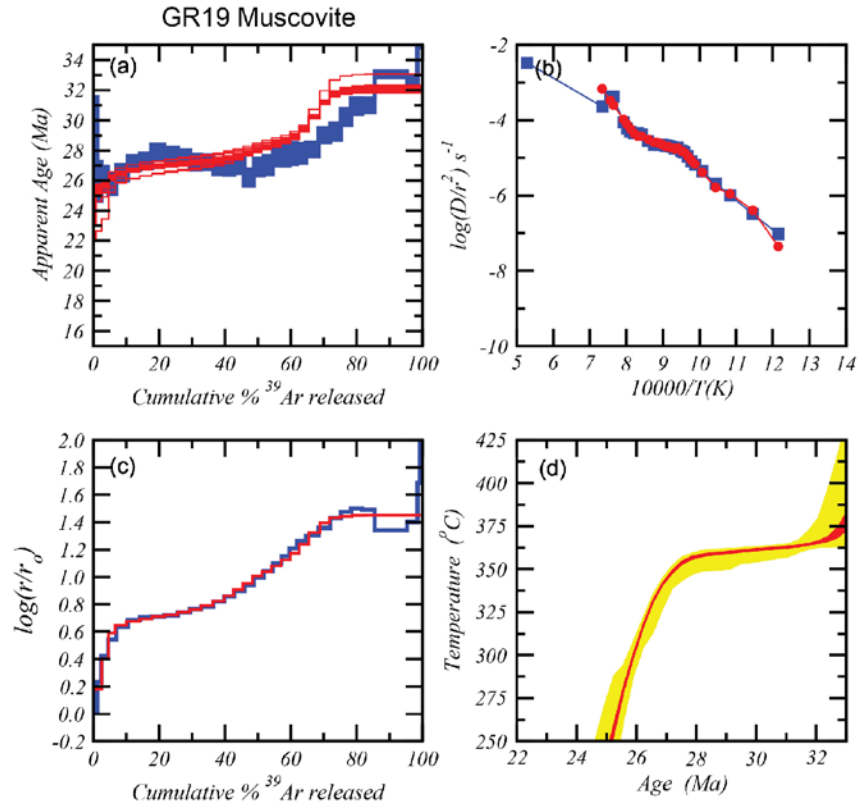 GR19 Muscovite
(a)
34
32
30
28
26
24
22
20
18
16
Apparent Age (Ma)
0 20 40 60 80 100
Cumulative % ³⁹Ar released
(b)
-2
-4
-6
-7
-8
-10
log(D/r²) s⁻¹
5 6 7 8 9 10 11 12 13 14
10000/T(K)
(c)
2.0
1.8
1.6
1.4
1.2
1.0
0.8
0.6
0.4
0.2
0.0
-0.2
log(r/rₒ)
0 20 40 60 80 100
Cumulative % ³⁹Ar released
(d)
425
400
375
350
325
300
275
250
Temperature (°C)
22 24 26 28 30 32
Age (Ma)